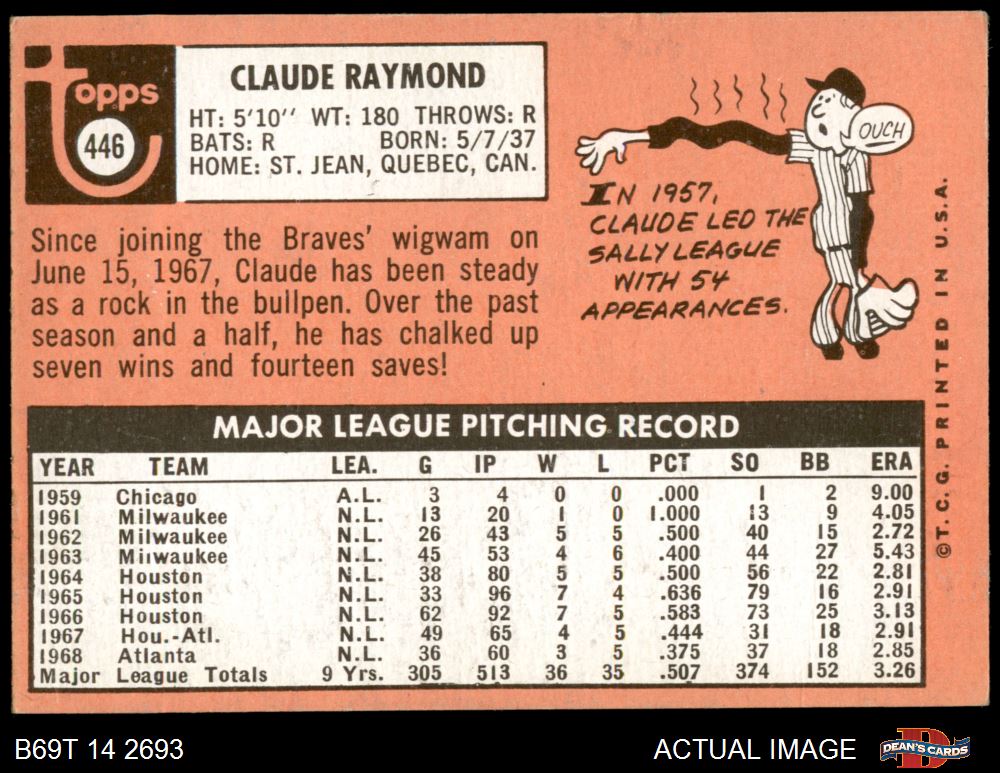 topps
446
CLAUDE RAYMOND
HT: 5'10'' WT: 180 THROWS: R
BATS: R BORN: 5/7/37
HOME: ST. JEAN, QUEBEC, CAN.
OUCH
IN 1957,
CLAUDE LED THE
SALLY LEAGUE
WITH 54
APPEARANCES.
Since joining the Braves' wigwam on
June 15, 1967, Claude has been steady
as a rock in the bullpen. Over the past
season and a half, he has chalked up
seven wins and fourteen saves!
MAJOR LEAGUE PITCHING RECORD
YEAR TEAM LEA. G IP W L PCT SO BB ERA
1959 Chicago A.L. 3 4 0 0 .000 1 2 9.00
1961 Milwaukee N.L. 13 20 1 0 1.000 13 9 4.05
1962 Milwaukee N.L. 26 43 5 5 .500 40 15 2.72
1963 Milwaukee N.L. 45 53 4 6 .400 44 27 5.43
1964 Houston N.L. 38 80 5 5 .500 56 22 2.81
1965 Houston N.L. 33 96 7 4 .636 79 16 2.91
1966 Houston N.L. 62 92 7 5 .583 73 25 3.13
1967 Hou.-Atl. N.L. 49 65 4 5 .444 31 18 2.91
1968 Atlanta N.L. 36 60 3 5 .375 37 18 2.85
Major League Totals 9 Yrs. 305 513 36 35 .507 374 152 3.26
©T. C. G. PRINTED IN U.S.A.
B69T 14 2693
ACTUAL IMAGE
DEAN'S CARDS